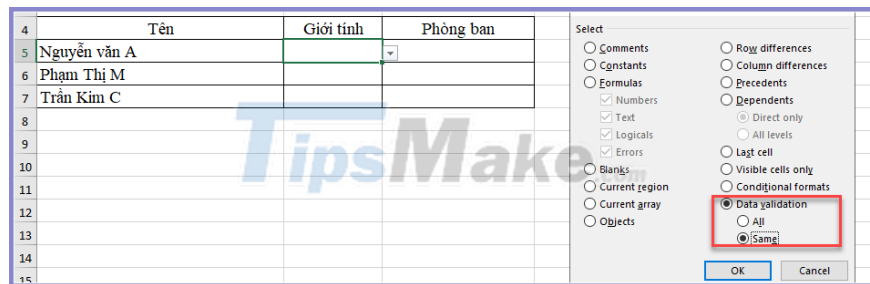 4 Tên Giới tính Phòng ban
5 Nguyễn văn A
6 Phạm Thị M
7 Trần Kim C
8
9
10
11
12
13
14
15
TipsMake.com
Select
Comments
Constants
Formulas
Numbers
Text
Logicals
Errors
Blanks
Current region
Current array
Objects
Row differences
Column differences
Precedents
Dependents
Direct only
All levels
Last cell
Visible cells only
Conditional formats
Data validation
All
Same
OK Cancel